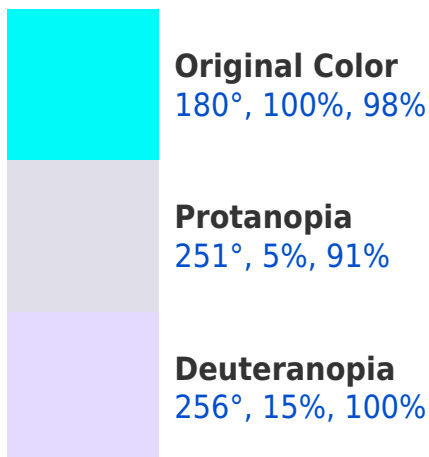 Original Color
180°, 100%, 98%
Protanopia
251°, 5%, 91%
Deuteranopia
256°, 15%, 100%